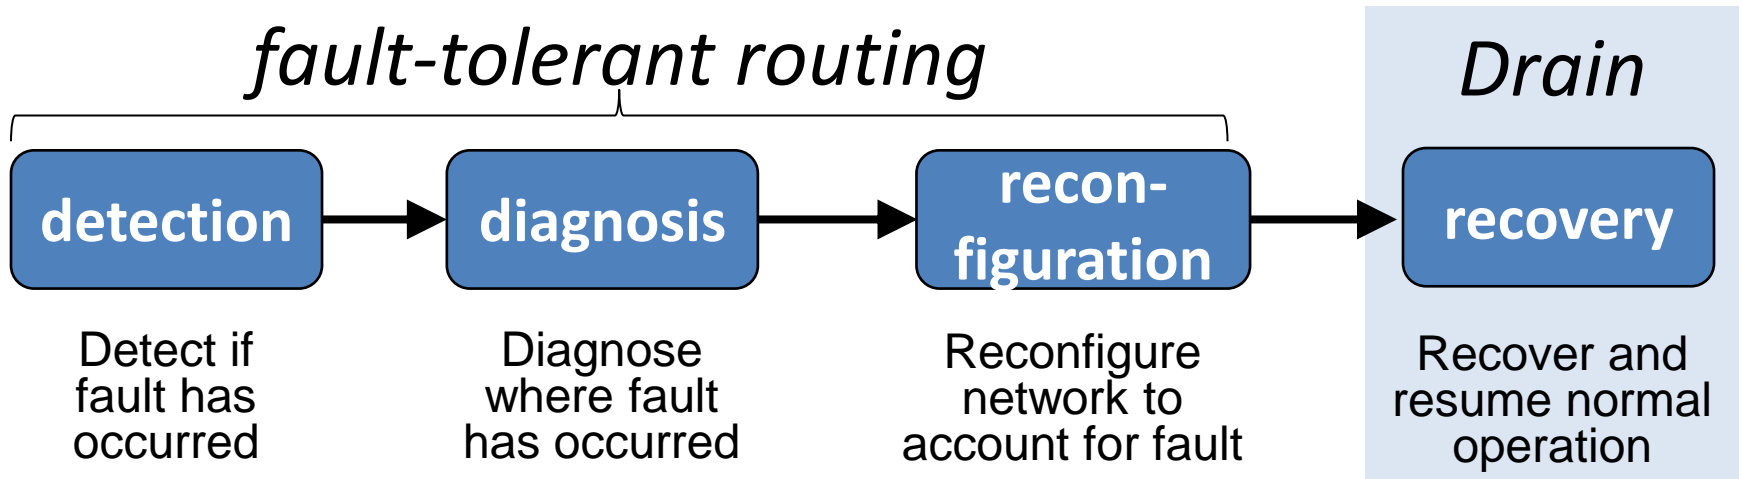 fault-tolerant routing
Drain
detection
diagnosis
recon-
figuration
recovery
Detect if
fault has
occurred
Diagnose
where fault
has occurred
Reconfigure
network to
account for fault
Recover and
resume normal
operation